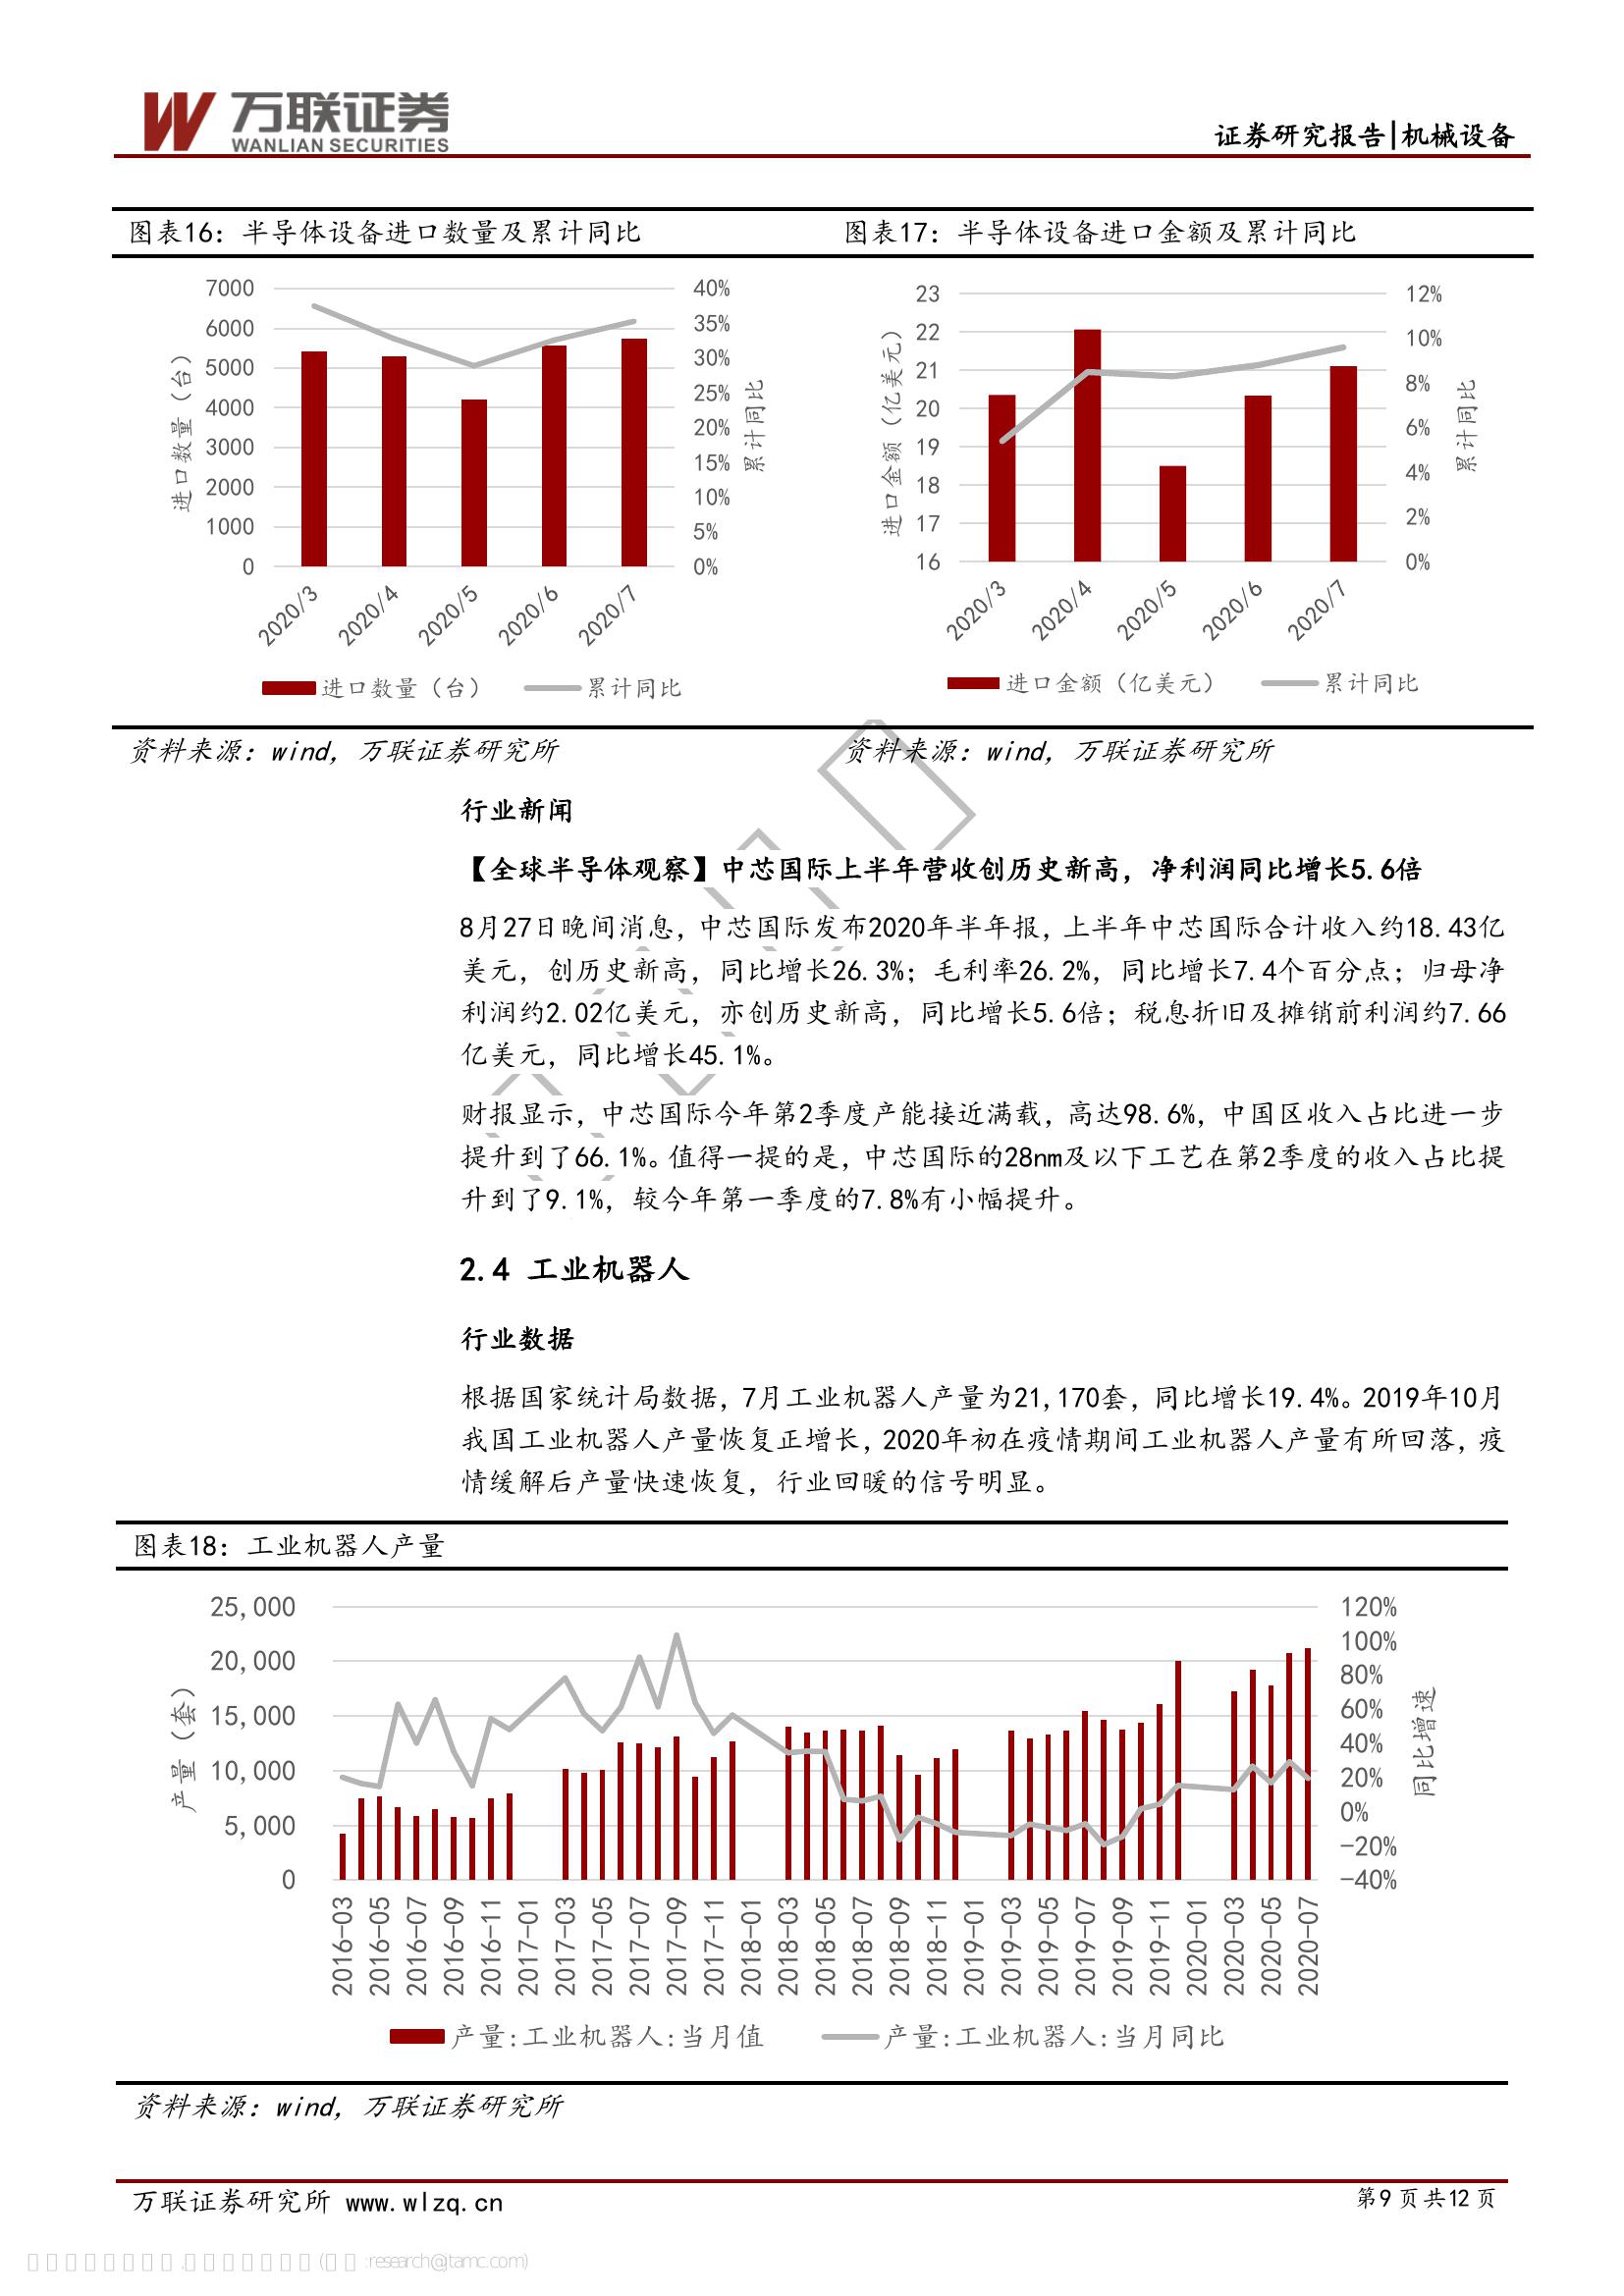 万联证券
WANLIAN SECURITIES
证券研究报告|机械设备
图表16：半导体设备进口数量及累计同比
图表17：半导体设备进口金额及累计同比
7000
6000
5000
4000
3000
2000
1000
0
进口数量（台）
40%
35%
30%
25%
20%
15%
10%
5%
0%
累计同比
2020/3
2020/4
2020/5
2020/6
2020/7
进口数量（台）
累计同比
23
22
21
20
19
18
17
16
进口金额（亿美元）
12%
10%
8%
6%
4%
2%
0%
累计同比
2020/3
2020/4
2020/5
2020/6
2020/7
进口金额（亿美元）
累计同比
资料来源：wind，万联证券研究所
资料来源：wind，万联证券研究所
行业新闻
【全球半导体观察】中芯国际上半年营收创历史新高，净利润同比增长5.6倍
8月27日晚间消息，中芯国际发布2020年半年报，上半年中芯国际合计收入约18.43亿
美元，创历史新高，同比增长26.3%；毛利率26.2%，同比增长7.4个百分点；归母净
利润约2.02亿美元，亦创历史新高，同比增长5.6倍；税息折旧及摊销前利润约7.66
亿美元，同比增长45.1%。
财报显示，中芯国际今年第2季度产能接近满载，高达98.6%，中国区收入占比进一步
提升到了66.1%。值得一提的是，中芯国际的28nm及以下工艺在第2季度的收入占比提
升到了9.1%，较今年第一季度的7.8%有小幅提升。
2.4 工业机器人
行业数据
根据国家统计局数据，7月工业机器人产量为21,170套，同比增长19.4%。2019年10月
我国工业机器人产量恢复正增长，2020年初在疫情期间工业机器人产量有所回落，疫
情缓解后产量快速恢复，行业回暖的信号明显。
图表18：工业机器人产量
25,000
20,000
15,000
10,000
5,000
0
产量（套）
120%
100%
80%
60%
40%
20%
0%
-20%
-40%
同比增速
2016-03
2016-05
2016-07
2016-09
2016-11
2017-01
2017-03
2017-05
2017-07
2017-09
2017-11
2018-01
2018-03
2018-05
2018-07
2018-09
2018-11
2019-01
2019-03
2019-05
2019-07
2019-09
2019-11
2020-01
2020-03
2020-05
2020-07
产量:工业机器人:当月值
产量:工业机器人:当月同比
资料来源：wind，万联证券研究所
万联证券研究所 www.wlzq.cn
第9页共12页
:research@jtamc.com)